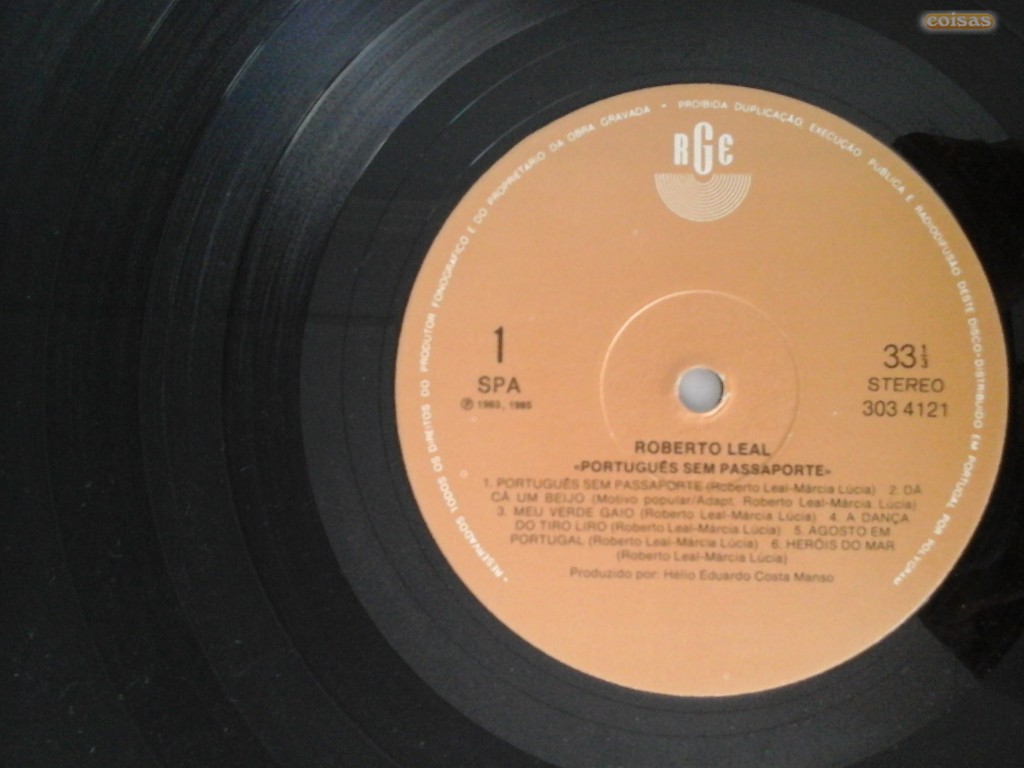 coisas
• RESERVADOS TODOS OS DIREITOS DO PRODUTOR FONOGRÁFICO E DO PROPRIETÁRIO DA OBRA GRAVADA • PROIBIDA DUPLICAÇÃO, EXECUÇÃO PÚBLICA E RADIODIFUSÃO DESTE DISCO•DISTRIBUIDO EM PORTUGAL POR POLYGRAM
RGE
1
SPA
℗ 1983, 1985
33 1/3
STEREO
303 4121
ROBERTO LEAL
«PORTUGUÊS SEM PASSAPORTE»
1. PORTUGUÊS SEM PASSAPORTE (Roberto Leal-Márcia Lúcia) 2. DÁ
CÁ UM BEIJO (Motivo popular/Adapt. Roberto Leal-Márcia Lúcia)
3. MEU VERDE GAIO (Roberto Leal-Márcia Lúcia) 4. A DANÇA
DO TIRO LIRO (Roberto Leal-Márcia Lúcia) 5. AGOSTO EM
PORTUGAL (Roberto Leal-Márcia Lúcia) 6. HERÓIS DO MAR
(Roberto Leal-Márcia Lúcia)
Produzido por: Hélio Eduardo Costa Manso